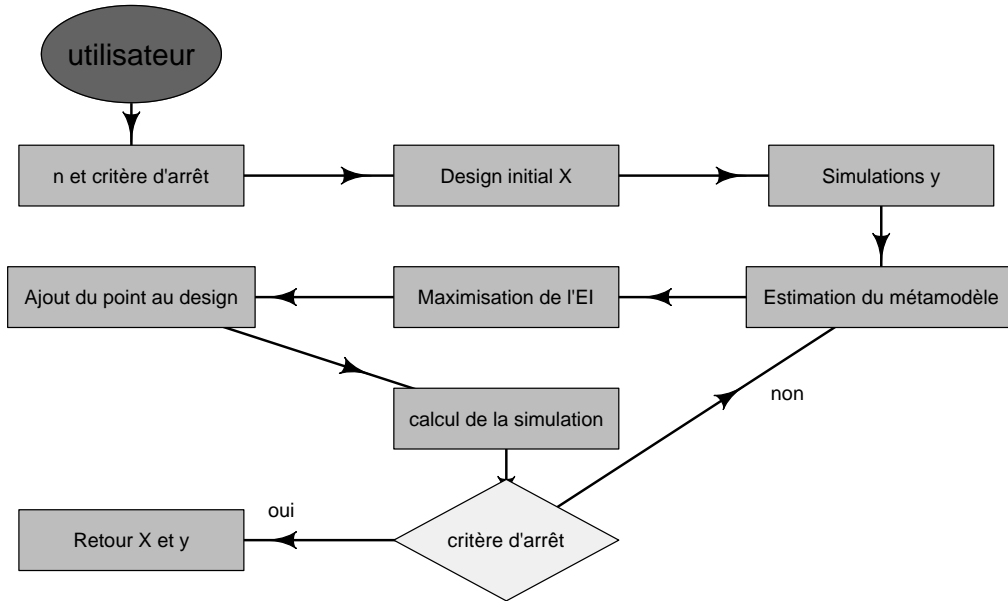 utilisateur
n et critère d'arrêt
Design initial X
Simulations y
Ajout du point au design
Maximisation de l'EI
Estimation du métamodèle
non
calcul de la simulation
oui
Retour X et y
critère d'arrêt